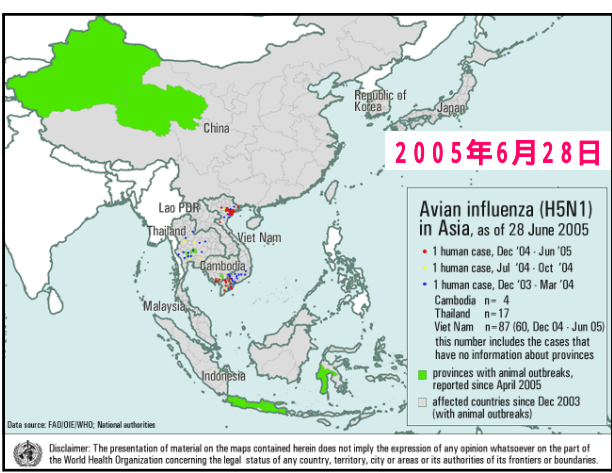 Republic of
Korea
Japan
China
2005年6月28日
Lao PDR
Thailand
Viet Nam
Cambodia
Malaysia
Indonesia
Avian influenza (H5N1)
in Asia, as of 28 June 2005
1 human case, Dec '04 - Jun '05
1 human case, Jul '04 - Oct '04
1 human case, Dec '03 - Mar '04
Cambodia n= 4
Thailand n= 17
Viet Nam n=87 (60, Dec 04 - Jun 05)
this number includes the cases that
have no information about provinces
provinces with animal outbreaks,
reported since April 2005
affected countries since Dec 2003
(with animal outbreaks)
Data source: FAO/OIE/WHO; National authorities
Disclaimer: The presentation of material on the maps contained herein does not imply the expression of any opinion whatsoever on the part of
the World Health Organization concerning the legal status of any country, territory, city or areas or its authorities of its frontiers or boundaries.